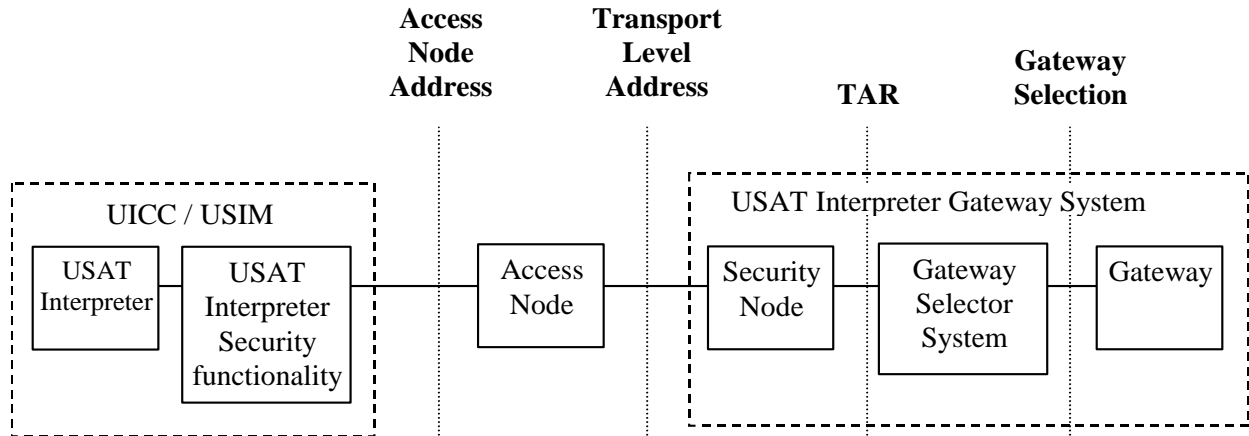 Access
Node
Address
Transport
Level
Address
TAR
Gateway
Selection
UICC / USIM
USAT
Interpreter
USAT
Interpreter
Security
functionality
Access
Node
USAT Interpreter Gateway System
Security
Node
Gateway
Selector
System
Gateway